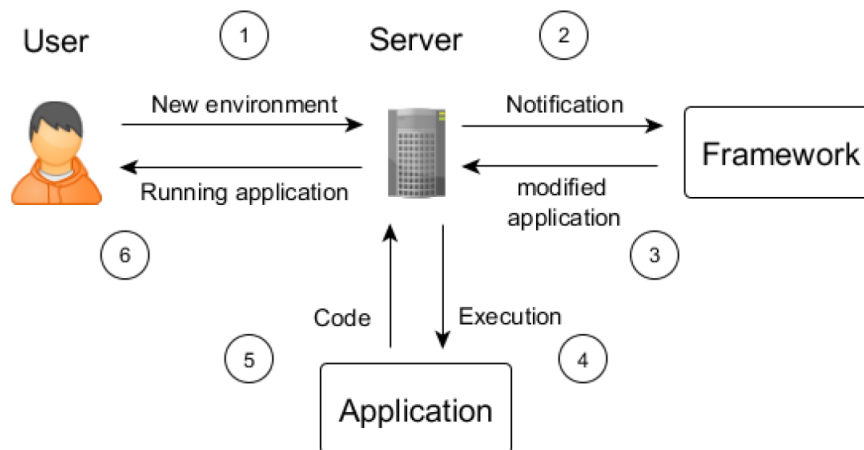 User
1
Server
2
New environment
Notification
Framework
Running application
modified
application
6
3
Code
Execution
5
4
Application